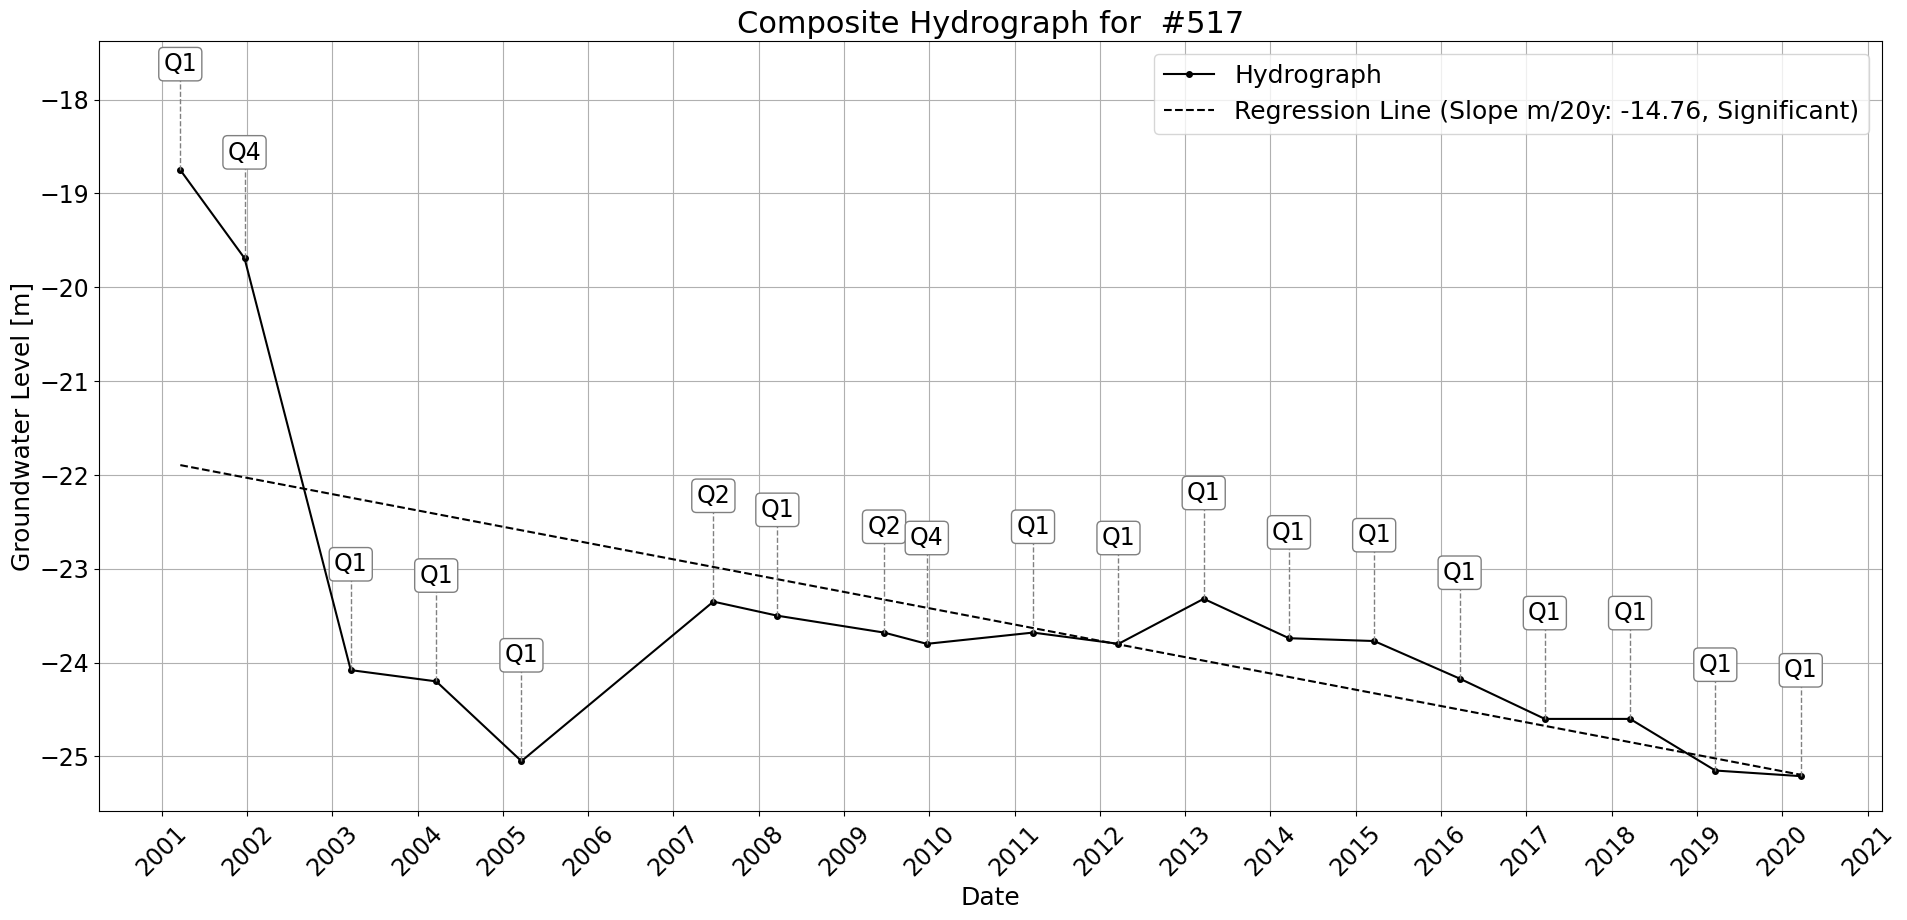 Composite Hydrograph for  #517
Hydrograph
Regression Line (Slope m/20y: -14.76, Significant)
Groundwater Level [m]
−18
−19
−20
−21
−22
−23
−24
−25
Q1
Q4
Q1
Q1
Q1
Q2
Q1
Q2
Q4
Q1
Q1
Q1
Q1
Q1
Q1
Q1
Q1
Q1
Q1
2001
2002
2003
2004
2005
2006
2007
2008
2009
2010
2011
2012
2013
2014
2015
2016
2017
2018
2019
2020
2021
Date